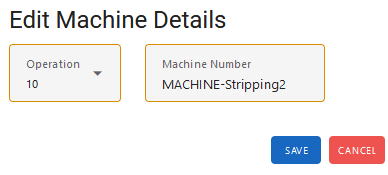 Edit Machine Details
Operation
10
Machine Number
MACHINE-Stripping2
SAVE
CANCEL